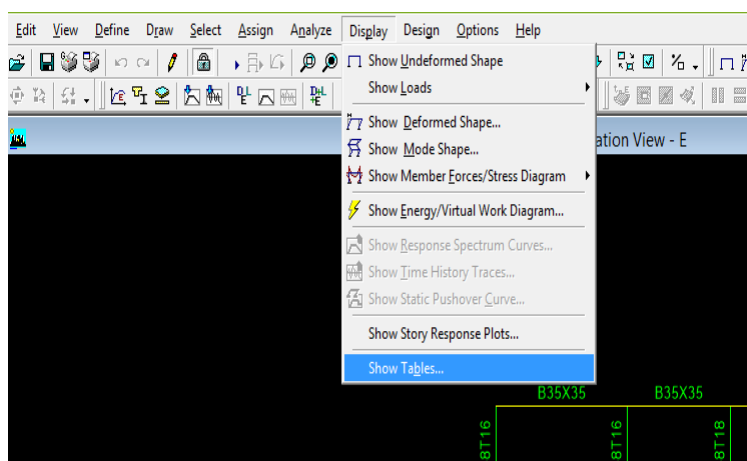 Edit View Define Draw Select Assign Analyze Display Design Options Help
Show Undeformed Shape
Show Loads
ation View - E
Show Deformed Shape...
Show Mode Shape...
Show Member Forces/Stress Diagram
Show Energy/Virtual Work Diagram...
Show Response Spectrum Curves...
Show Time History Traces...
Show Static Pushover Curve...
Show Story Response Plots...
Show Tables...
B35X35 B35X35
8T16 8T16 8T18